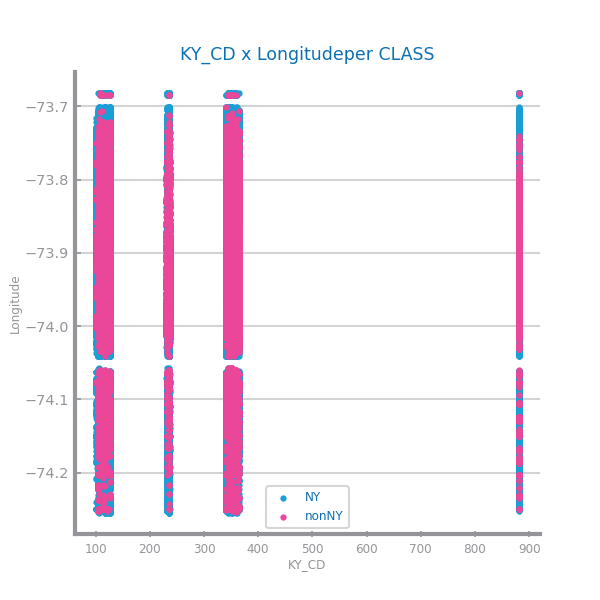 KY_CD x Longitudeper CLASS
Longitude
−73.7
−73.8
−73.9
−74.0
−74.1
−74.2
100 200 300 400 500 600 700 800 900
KY_CD
NY
nonNY